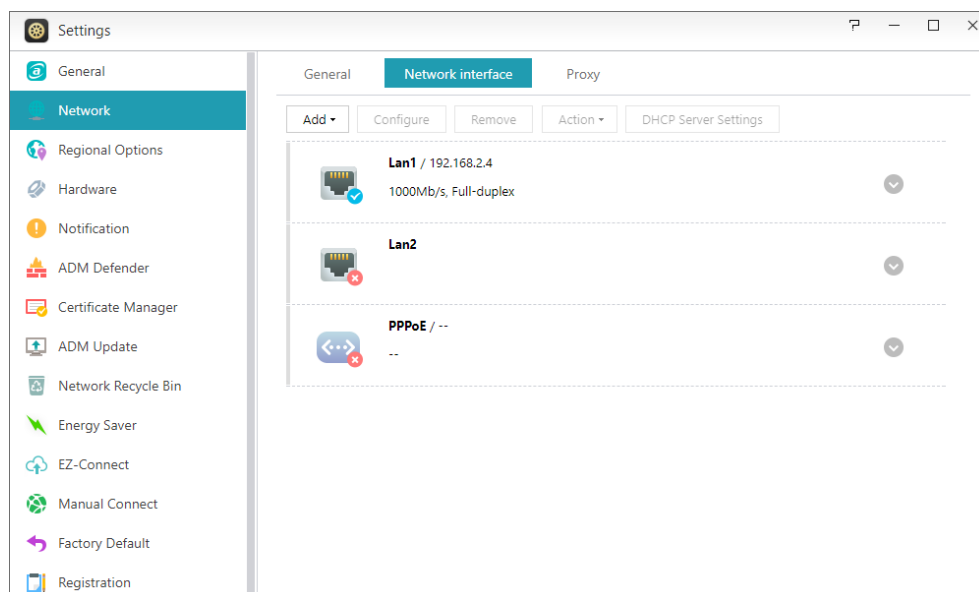 Settings
General
Network
Regional Options
Hardware
Notification
ADM Defender
Certificate Manager
ADM Update
Network Recycle Bin
Energy Saver
EZ-Connect
Manual Connect
Factory Default
Registration
General Network interface Proxy
Add Configure Remove Action DHCP Server Settings
Lan1 / 192.168.2.4
1000Mb/s, Full-duplex
Lan2
PPPoE / --
--